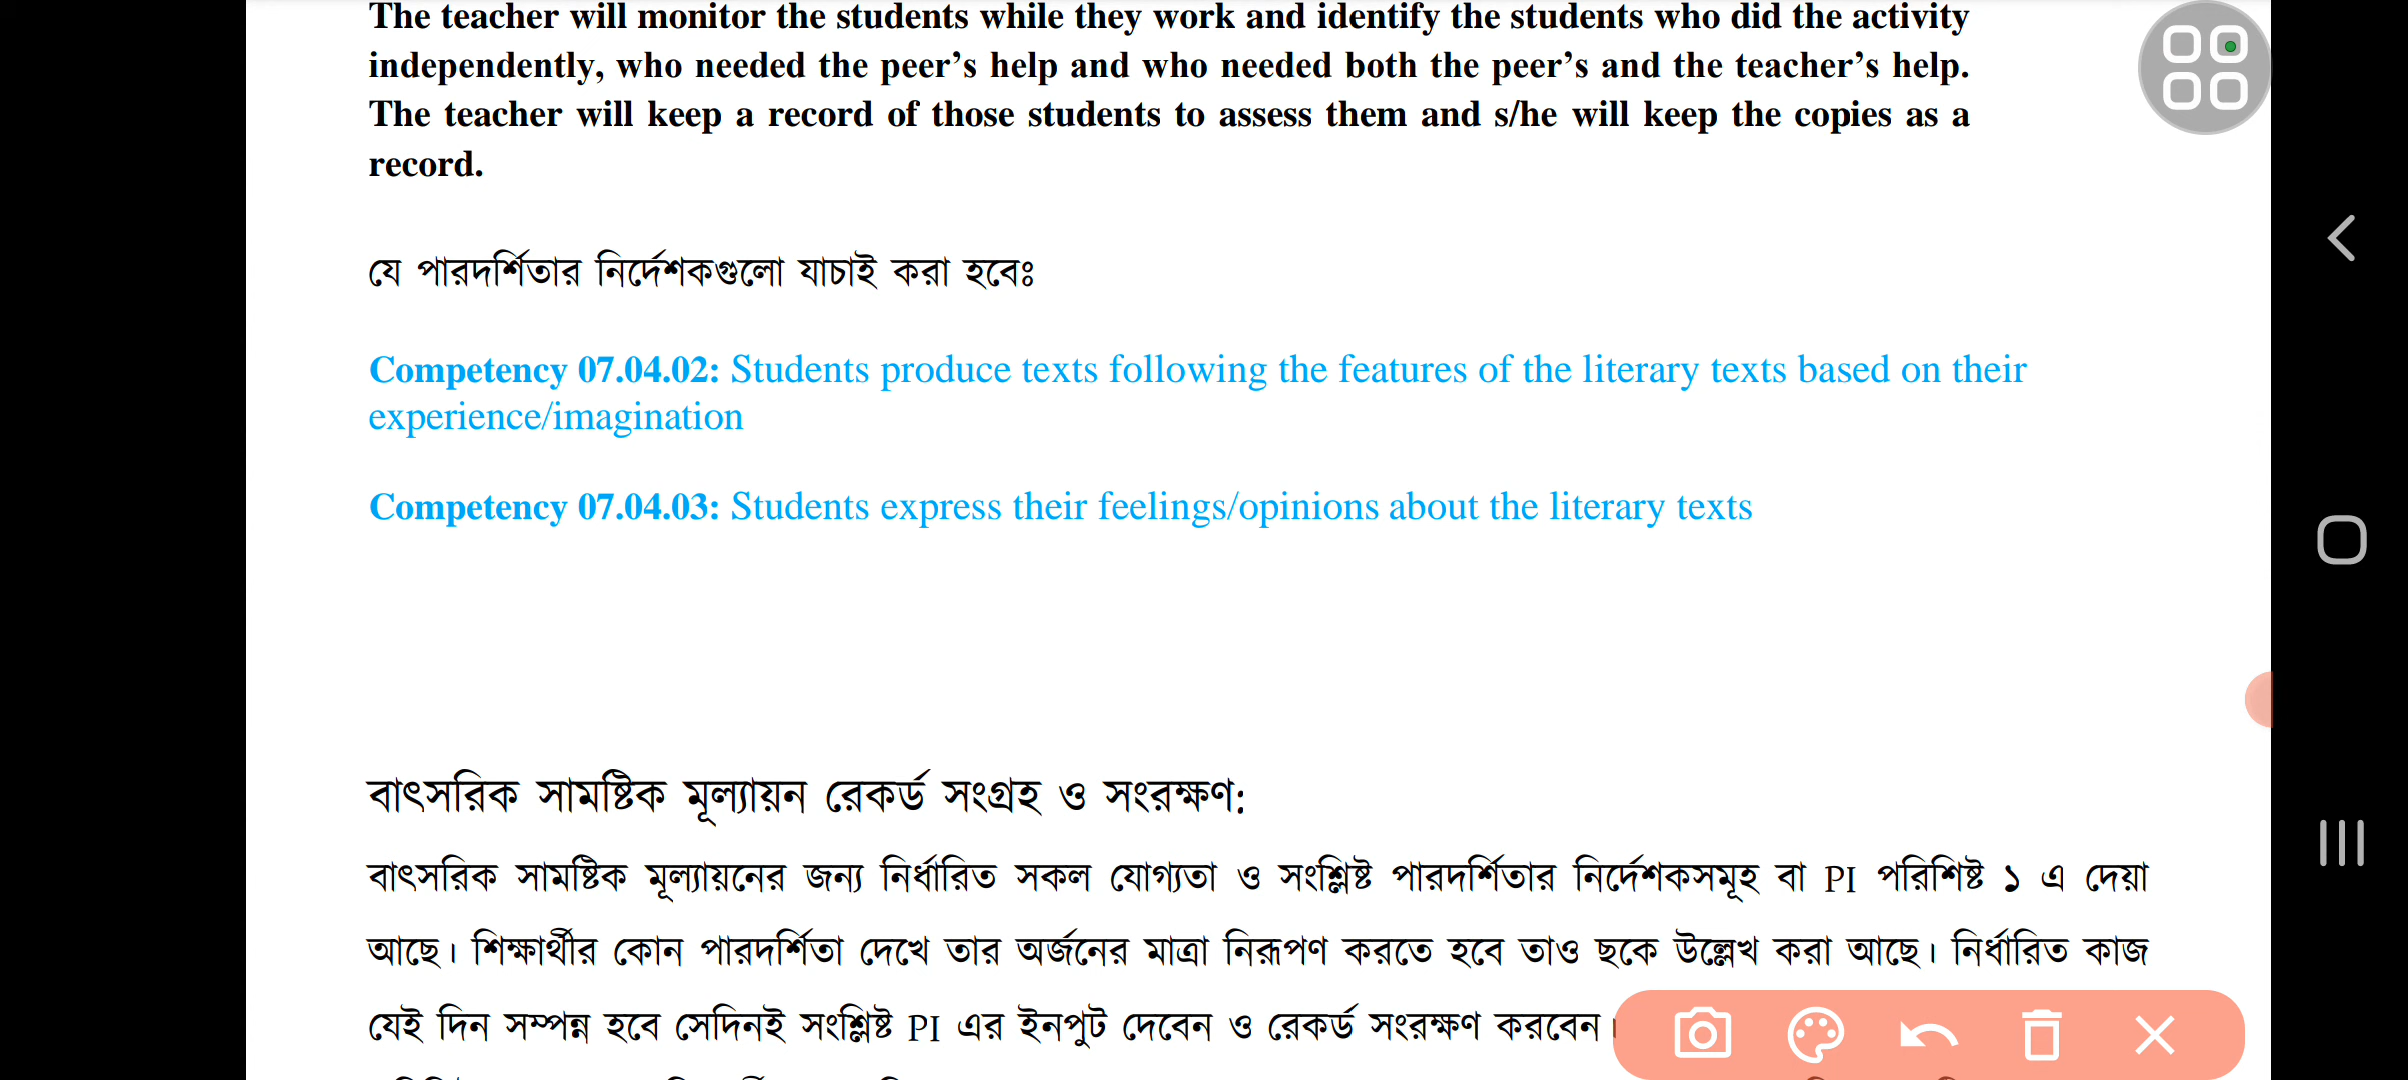 The teacher will monitor the students while they work and identify the students who did the activity
independently, who needed the peer’s help and who needed both the peer’s and the teacher’s help.
The teacher will keep a record of those students to assess them and s/he will keep the copies as a
record.
যে পারদর্শিতার নির্দেশকগুলো যাচাই করা হবেঃ
Competency 07.04.02: Students produce texts following the features of the literary texts based on their
experience/imagination
Competency 07.04.03: Students express their feelings/opinions about the literary texts
বাৎসরিক সামষ্টিক মূল্যায়ন রেকর্ড সংগ্রহ ও সংরক্ষণ:
বাৎসরিক সামষ্টিক মূল্যায়নের জন্য নির্ধারিত সকল যোগ্যতা ও সংশ্লিষ্ট পারদর্শিতার নির্দেশকসমূহ বা PI পরিশিষ্ট ১ এ দেয়া
আছে। শিক্ষার্থীর কোন পারদর্শিতা দেখে তার অর্জনের মাত্রা নিরূপণ করতে হবে তাও ছকে উল্লেখ করা আছে। নির্ধারিত কাজ
যেই দিন সম্পন্ন হবে সেদিনই সংশ্লিষ্ট PI এর ইনপুট দেবেন ও রেকর্ড সংরক্ষণ করবেন।